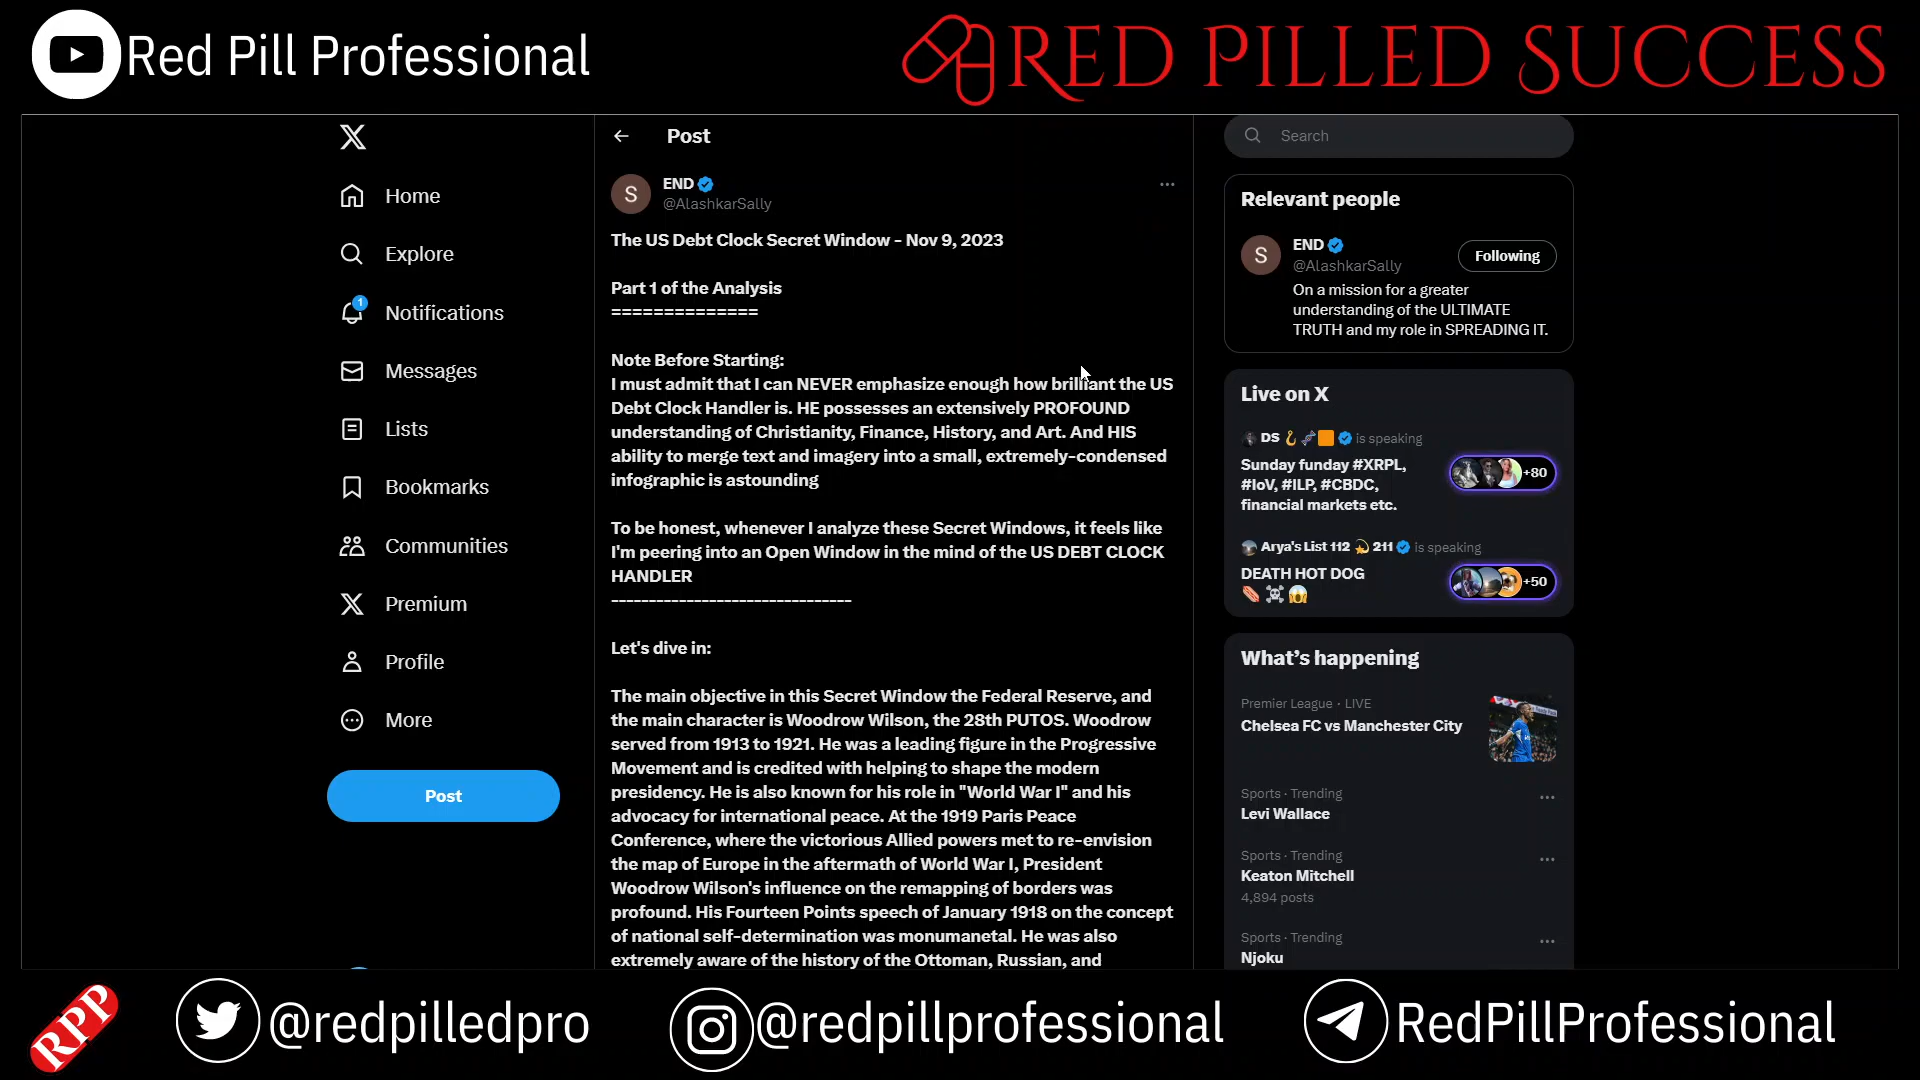 Red Pill Professional
RED PILLED SUCCESS
Home
Explore
1
Notifications
Messages
Lists
Bookmarks
Communities
Premium
Profile
More
Post
Post
S
END
@AlashkarSally
The US Debt Clock Secret Window - Nov 9, 2023
Part 1 of the Analysis
==============
Note Before Starting:
I must admit that I can NEVER emphasize enough how brilliant the US
Debt Clock Handler is. HE possesses an extensively PROFOUND
understanding of Christianity, Finance, History, and Art. And HIS
ability to merge text and imagery into a small, extremely-condensed
infographic is astounding
To be honest, whenever I analyze these Secret Windows, it feels like
I'm peering into an Open Window in the mind of the US DEBT CLOCK
HANDLER
--------------------------------
Let's dive in:
The main objective in this Secret Window the Federal Reserve, and
the main character is Woodrow Wilson, the 28th PUTOS. Woodrow
served from 1913 to 1921. He was a leading figure in the Progressive
Movement and is credited with helping to shape the modern
presidency. He is also known for his role in "World War I" and his
advocacy for international peace. At the 1919 Paris Peace
Conference, where the victorious Allied powers met to re-envision
the map of Europe in the aftermath of World War I, President
Woodrow Wilson's influence on the remapping of borders was
profound. His Fourteen Points speech of January 1918 on the concept
of national self-determination was monumanetal. He was also
extremely aware of the history of the Ottoman, Russian, and
Search
Relevant people
S
END
Following
@AlashkarSally
On a mission for a greater
understanding of the ULTIMATE
TRUTH and my role in SPREADING IT.
Live on X
DS is speaking
Sunday funday #XRPL,
#IoV, #ILP, #CBDC,
financial markets etc.
+80
Arya's List 112 211 is speaking
DEATH HOT DOG
+50
What's happening
Premier League · LIVE
Chelsea FC vs Manchester City
Sports · Trending
Levi Wallace
Sports · Trending
Keaton Mitchell
4,894 posts
Sports · Trending
Njoku
RPP
@redpilledpro
@redpillprofessional
RedPillProfessional